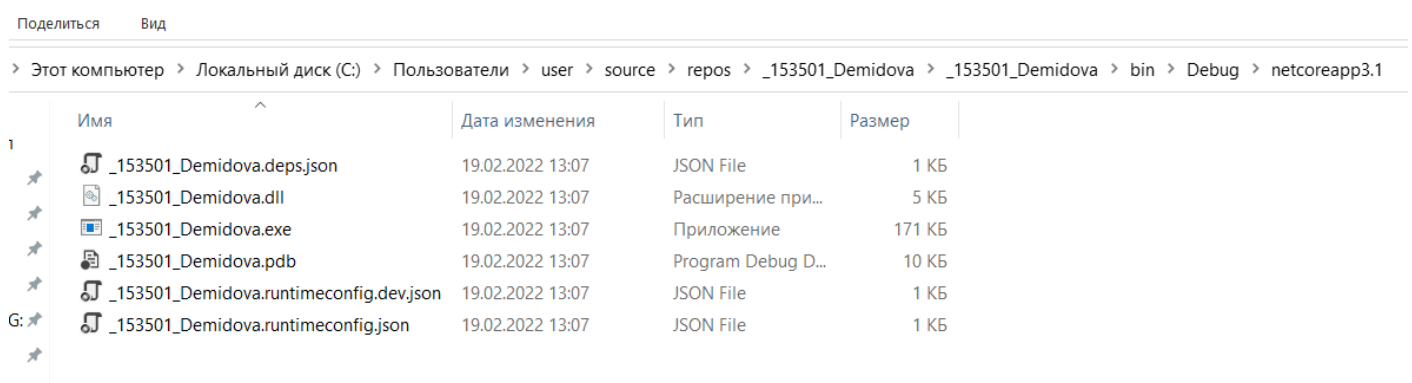 Поделиться Вид
> Этот компьютер > Локальный диск (C:) > Пользователи > user > source > repos > _153501_Demidova > _153501_Demidova > bin > Debug > netcoreapp3.1
Имя Дата изменения Тип Размер
1
_153501_Demidova.deps.json 19.02.2022 13:07 JSON File 1 КБ
_153501_Demidova.dll 19.02.2022 13:07 Расширение при... 5 КБ
_153501_Demidova.exe 19.02.2022 13:07 Приложение 171 КБ
_153501_Demidova.pdb 19.02.2022 13:07 Program Debug D... 10 КБ
_153501_Demidova.runtimeconfig.dev.json 19.02.2022 13:07 JSON File 1 КБ
G: _153501_Demidova.runtimeconfig.json 19.02.2022 13:07 JSON File 1 КБ